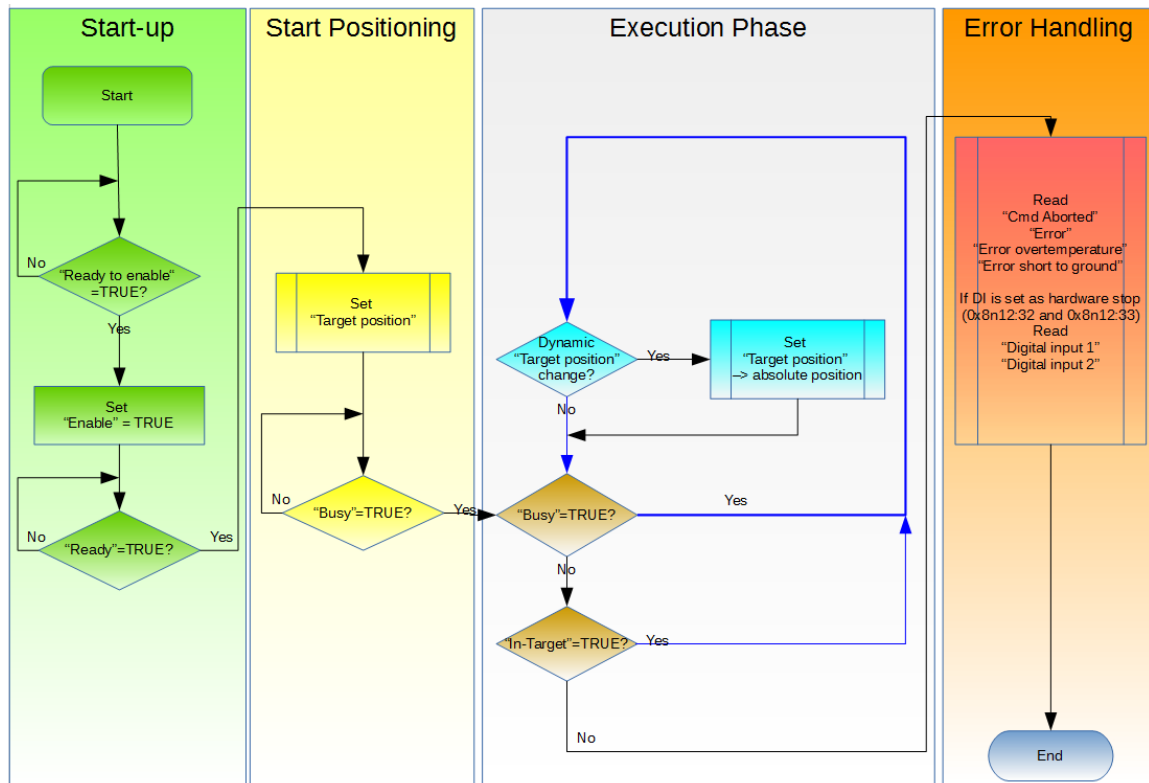 Start-up
Start
No
“Ready to enable“
=TRUE?
Yes
Set
“Enable” = TRUE
No
“Ready”=TRUE?
Yes
Start Positioning
Set
“Target position”
No
“Busy”=TRUE?
Yes
Execution Phase
Dynamic
“Target position”
change?
Yes
Set
“Target position”
–> absolute position
No
“Busy”=TRUE?
Yes
No
“In-Target”=TRUE?
Yes
No
Error Handling
Read
“Cmd Aborted”
“Error”
“Error overtemperature”
“Error short to ground”
If DI is set as hardware stop
(0x8n12:32 and 0x8n12:33)
Read
“Digital input 1”
“Digital input 2”
End